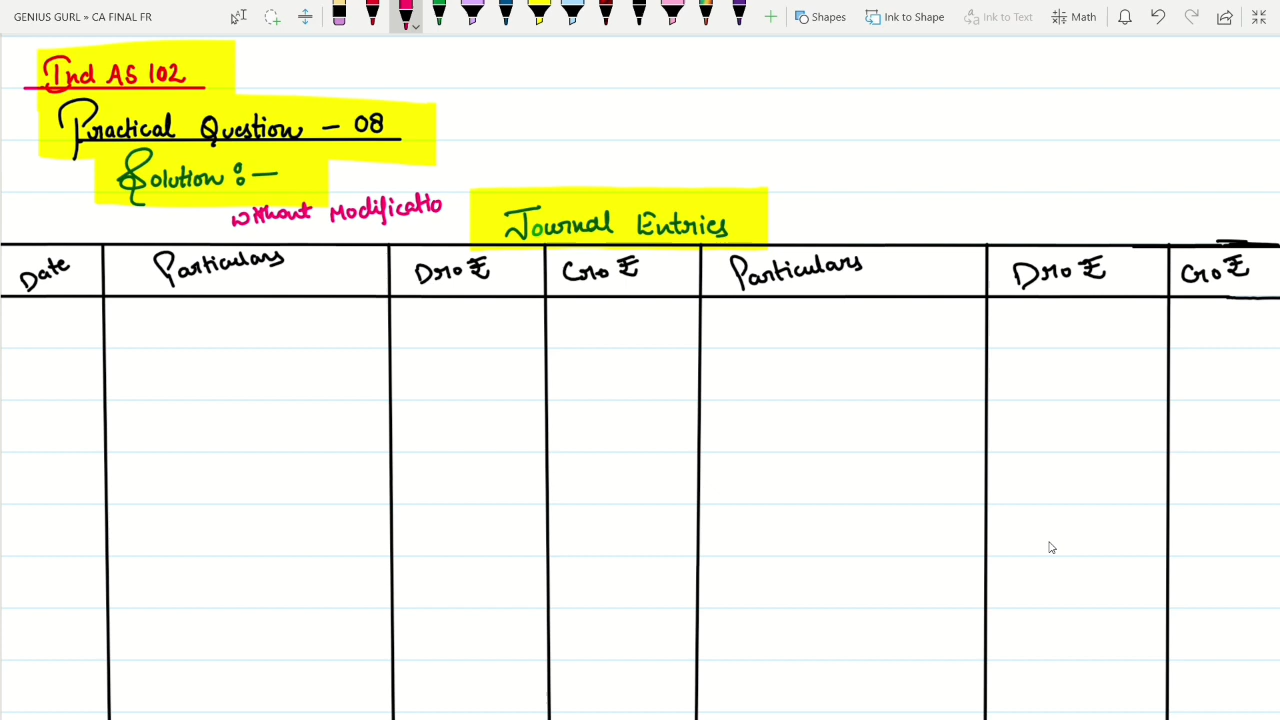 GENIUS GURL » CA FINAL FR
Shapes
Ink to Shape
Ink to Text
Math
Ind AS 102
Practical Question - 08
Solution :-
without Modificatio
Journal Entries
Date Particulars Dr. ₹ Cr. ₹ Particulars Dr. ₹ Cr. ₹